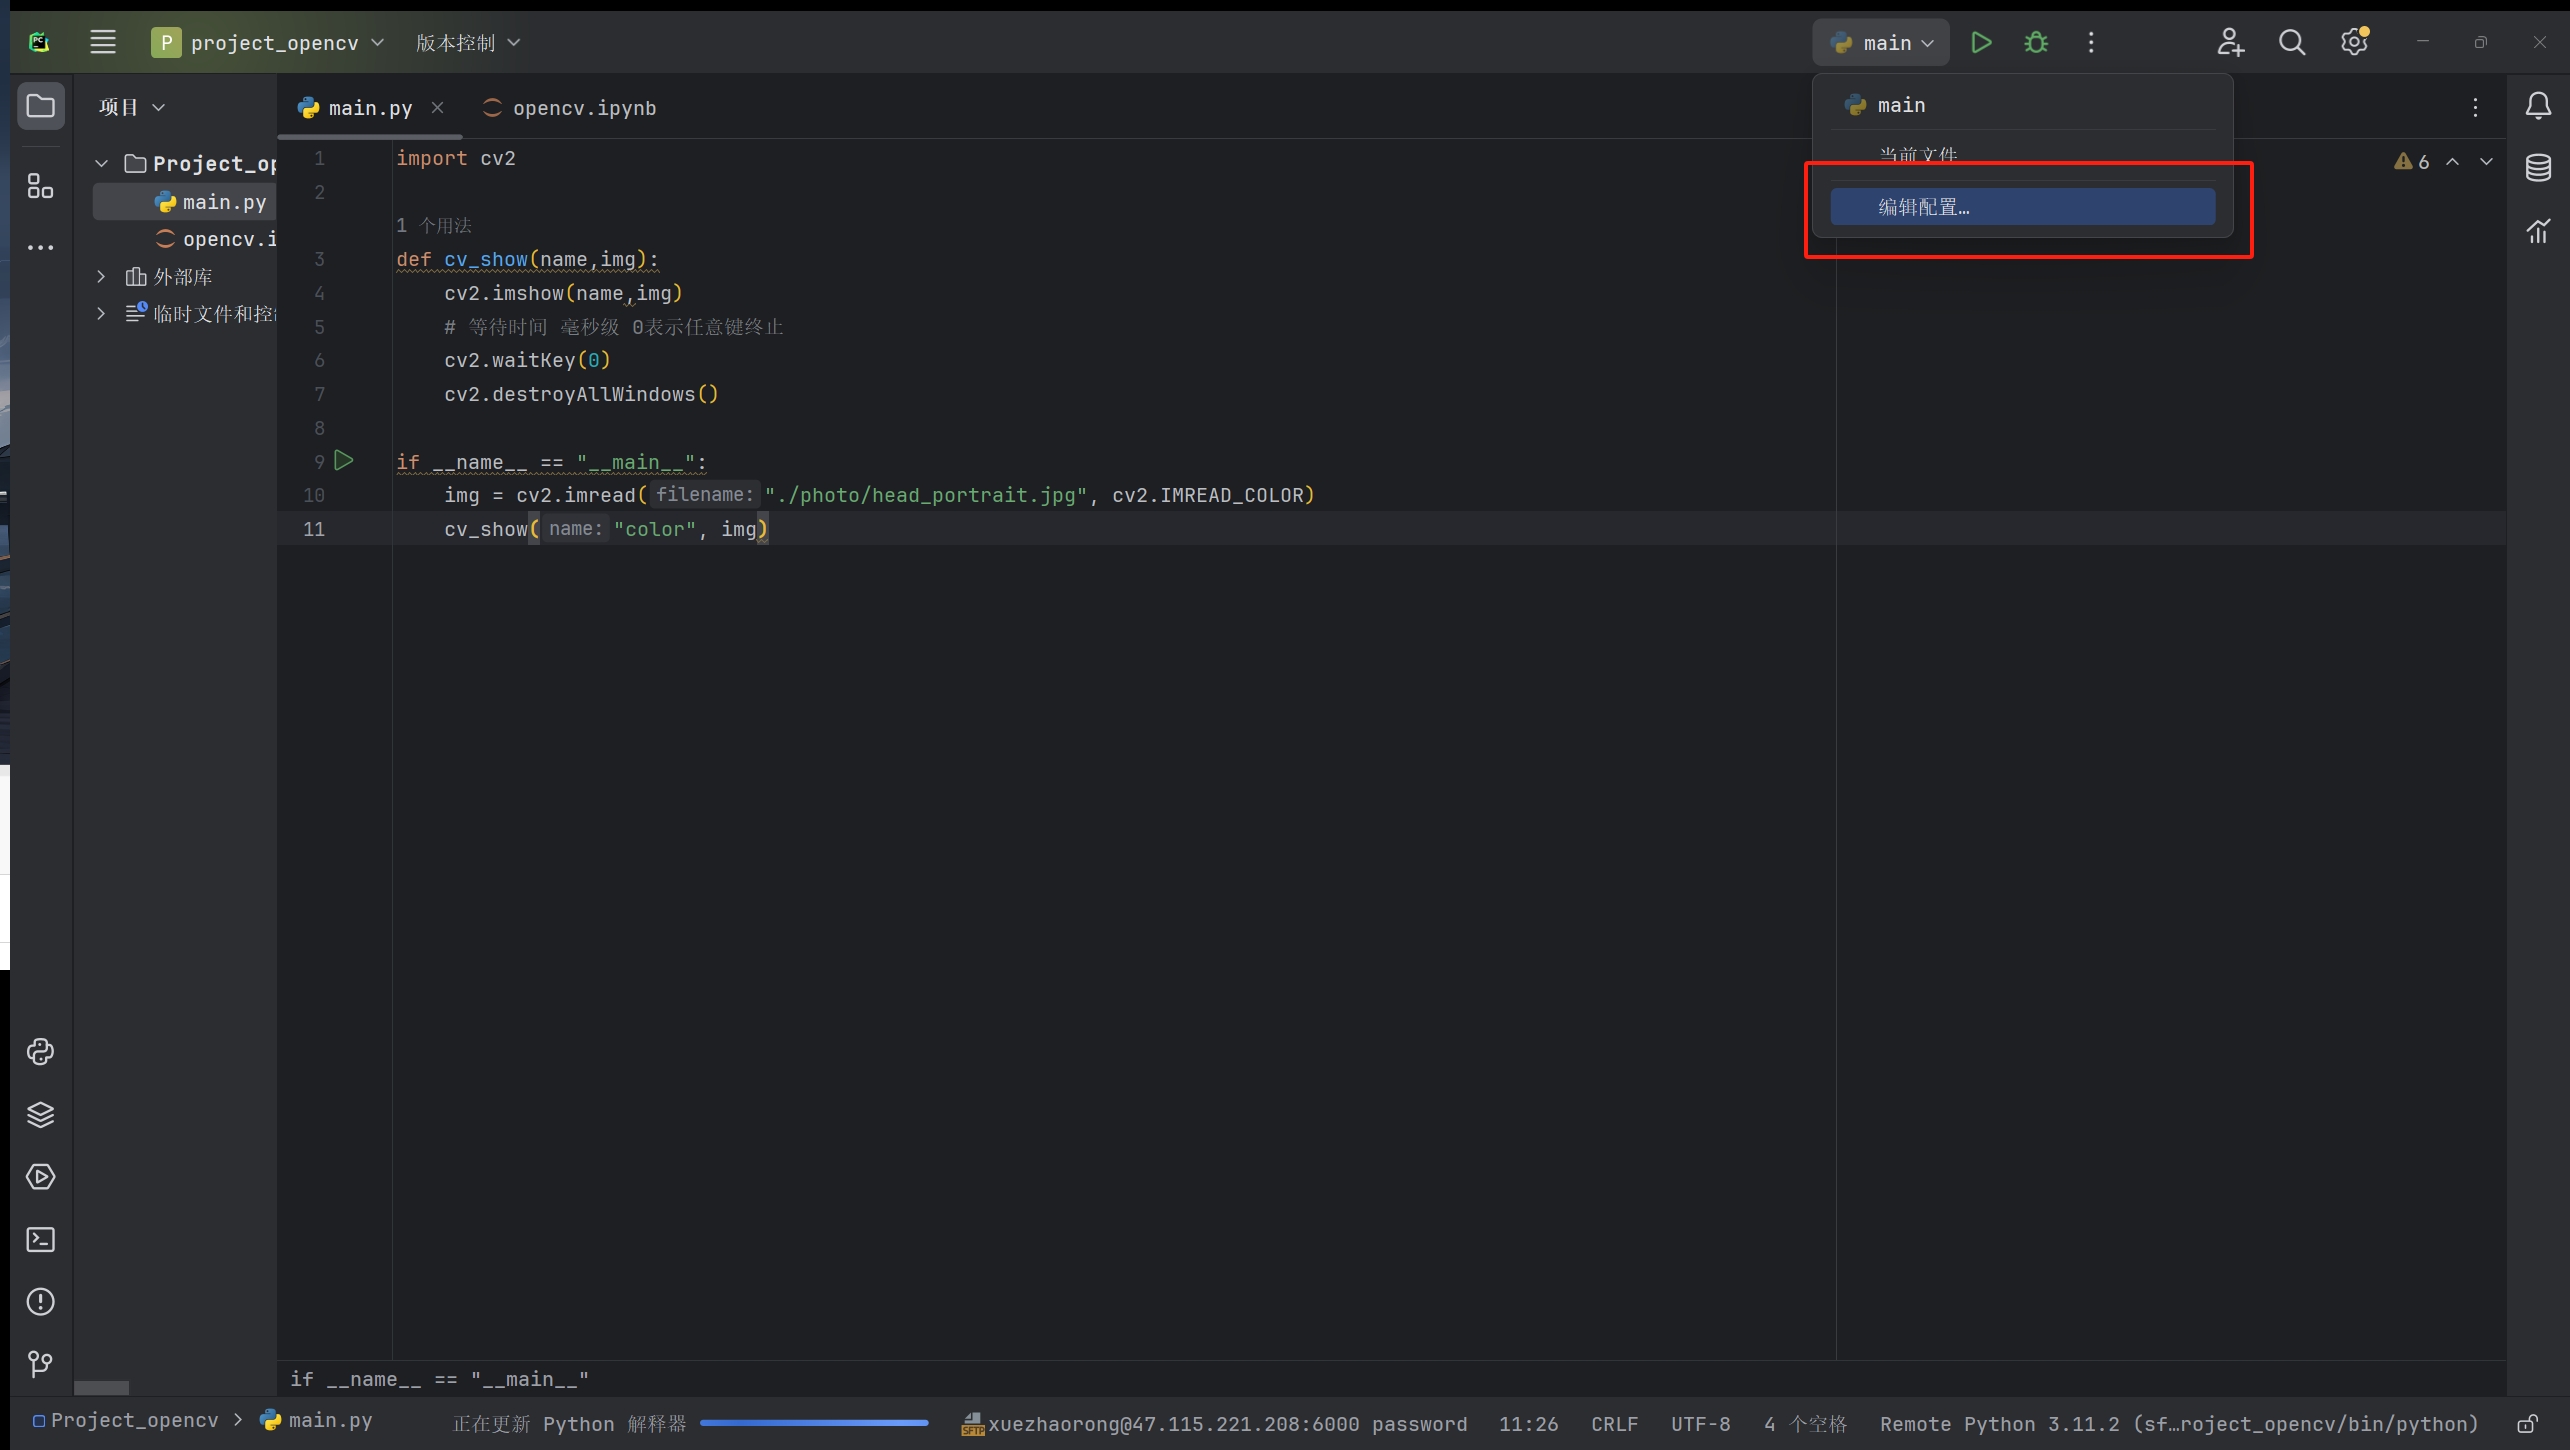 PC
P project_opencv 版本控制 main
项目
main.py opencv.ipynb
main
当前文件
编辑配置...
6
Project_op
main.py
opencv.i
外部库
临时文件和控
1 import cv2
2
1 个用法
3 def cv_show(name,img):
4 cv2.imshow(name,img)
5 # 等待时间 毫秒级 0表示任意键终止
6 cv2.waitKey(0)
7 cv2.destroyAllWindows()
8
9 if __name__ == "__main__":
10 img = cv2.imread( filename: "./photo/head_portrait.jpg", cv2.IMREAD_COLOR)
11 cv_show( name: "color", img)
if __name__ == "__main__"
Project_opencv > main.py 正在更新 Python 解释器 SFTP xuezhaorong@47.115.221.208:6000 password 11:26 CRLF UTF-8 4 个空格 Remote Python 3.11.2 (sf…roject_opencv/bin/python)